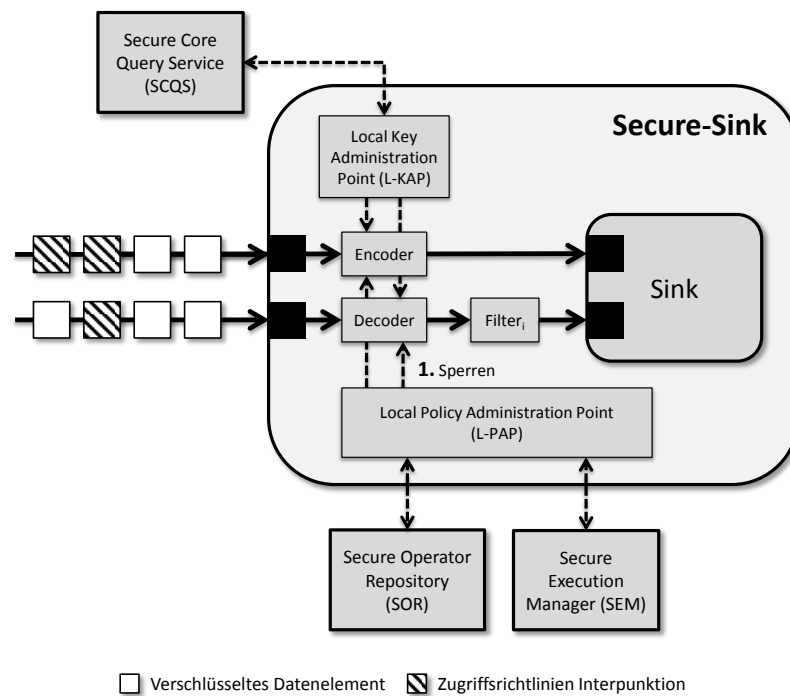 Secure Core
Query Service
(SCQS)
Secure-Sink
Local Key
Administration
Point (L-KAP)
Encoder
Sink
Decoder
Filteri
1. Sperren
Local Policy Administration Point
(L-PAP)
Secure Operator
Repository
(SOR)
Secure
Execution
Manager (SEM)
Verschlüsseltes Datenelement
Zugriffsrichtlinien Interpunktion